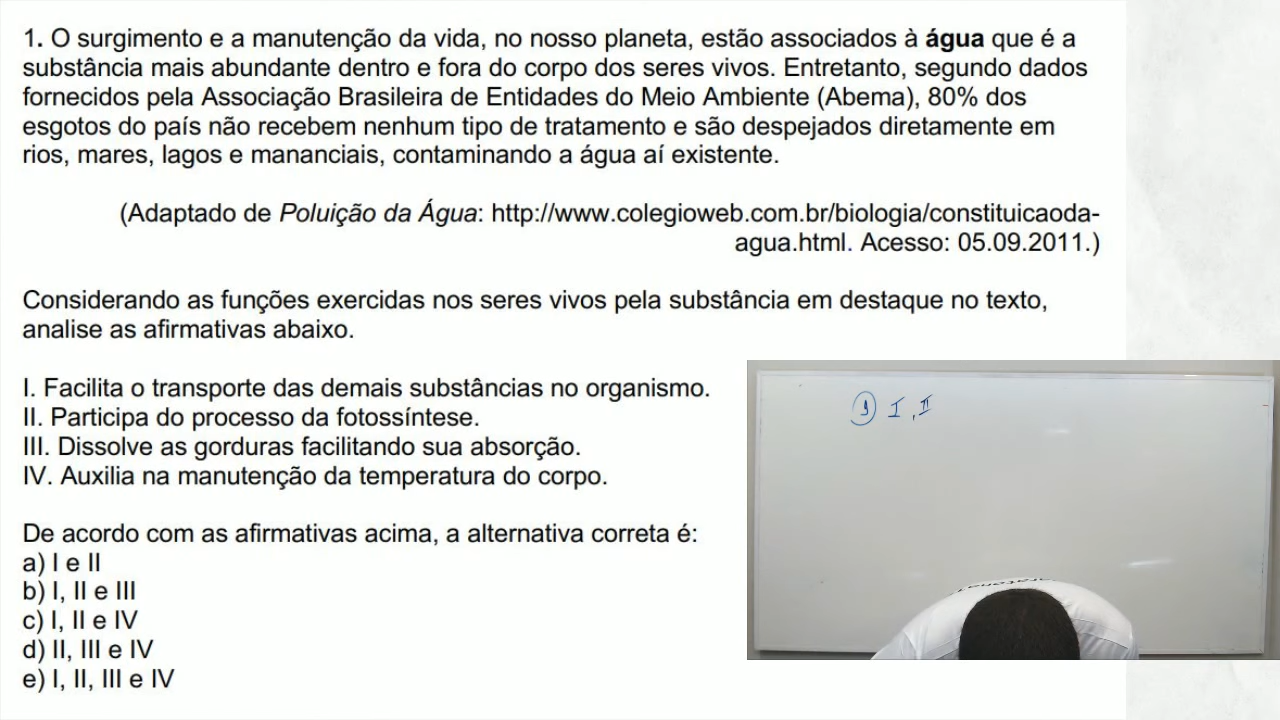 1. O surgimento e a manutenção da vida, no nosso planeta, estão associados à água que é a
substância mais abundante dentro e fora do corpo dos seres vivos. Entretanto, segundo dados
fornecidos pela Associação Brasileira de Entidades do Meio Ambiente (Abema), 80% dos
esgotos do país não recebem nenhum tipo de tratamento e são despejados diretamente em
rios, mares, lagos e mananciais, contaminando a água aí existente.
(Adaptado de Poluição da Água: http://www.colegioweb.com.br/biologia/constituicaoda-
agua.html. Acesso: 05.09.2011.)
Considerando as funções exercidas nos seres vivos pela substância em destaque no texto,
analise as afirmativas abaixo.
I. Facilita o transporte das demais substâncias no organismo.
II. Participa do processo da fotossíntese.
III. Dissolve as gorduras facilitando sua absorção.
IV. Auxilia na manutenção da temperatura do corpo.
De acordo com as afirmativas acima, a alternativa correta é:
a) I e II
b) I, II e III
c) I, II e IV
d) II, III e IV
e) I, II, III e IV
1 I, II